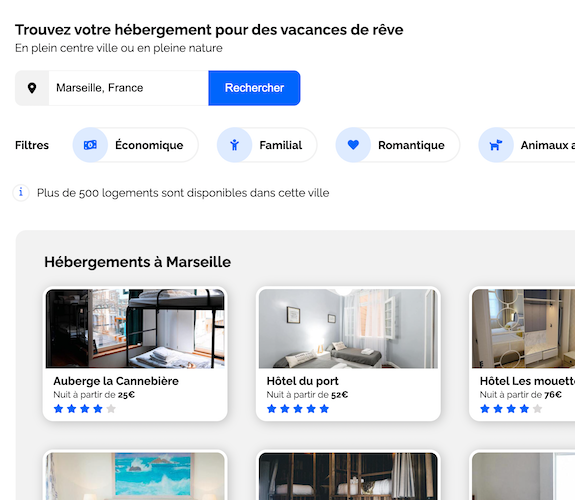 Trouvez votre hébergement pour des vacances de rêve
En plein centre ville ou en pleine nature
Marseille, France
Rechercher
Filtres
Économique
Familial
Romantique
Animaux
Plus de 500 logements sont disponibles dans cette ville
Hébergements à Marseille
Auberge la Cannebière
Nuit à partir de 25€
Hôtel du port
Nuit à partir de 52€
Hôtel Les mouette
Nuit à partir de 76€